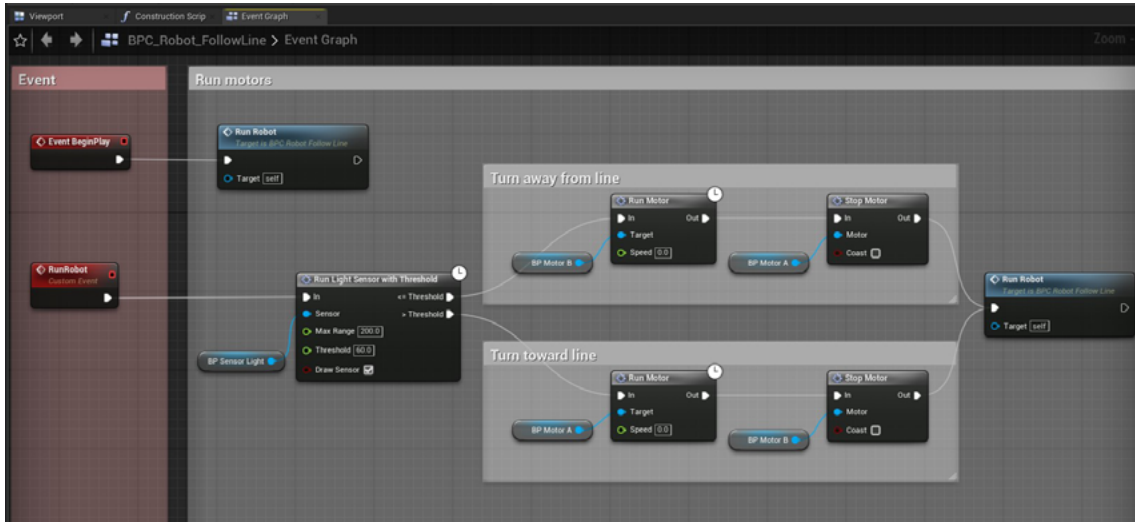 Viewport
Construction Scrip
Event Graph
BPC_Robot_FollowLine > Event Graph
Zoom -
Event
Run motors
Event BeginPlay
Run Robot
Target is BPC Robot Follow Line
Target self
RunRobot
Custom Event
Run Light Sensor with Threshold
In <= Threshold
Sensor > Threshold
Max Range 200.0
Threshold 60.0
Draw Sensor
BP Sensor Light
Turn away from line
Run Motor
In Out
Target
Speed 0.0
BP Motor B
Stop Motor
In Out
Motor
Coast
BP Motor A
Turn toward line
Run Motor
In Out
Target
Speed 0.0
BP Motor A
Stop Motor
In Out
Motor
Coast
BP Motor B
Run Robot
Target is BPC Robot Follow Line
Target self